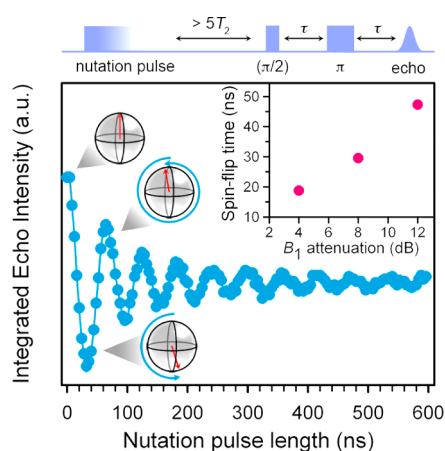 > 5T₂
τ
τ
nutation pulse
(π/2)
π
echo
Integrated Echo Intensity (a.u.)
Spin-flip time (ns)
50
40
30
20
10
2
4
6
8
10
12
B₁ attenuation (dB)
0
100
200
300
400
500
600
Nutation pulse length (ns)